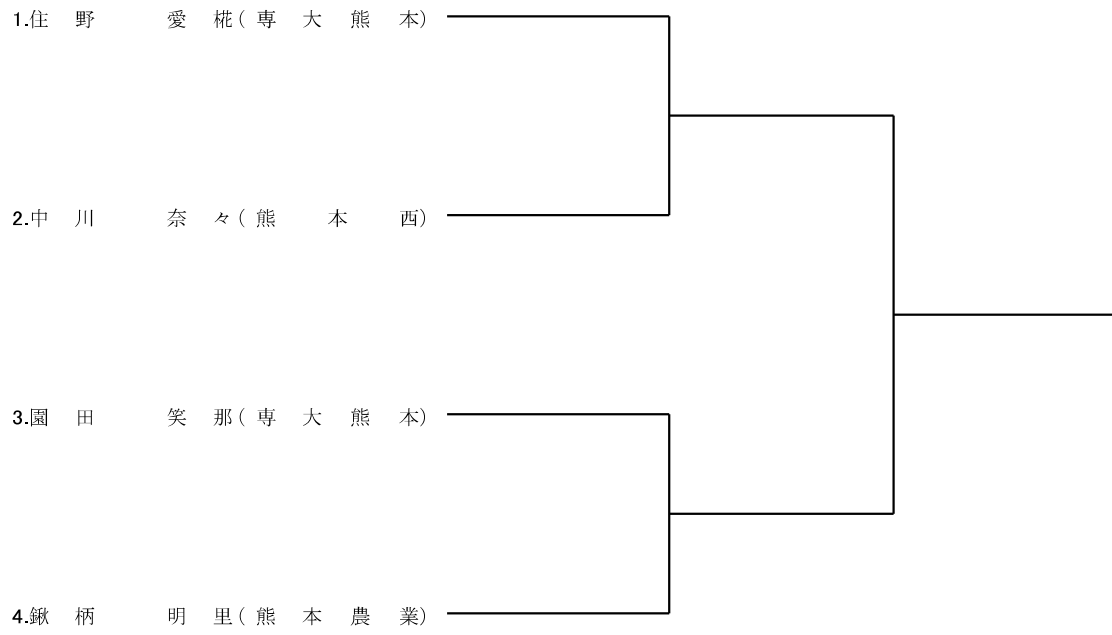 1.住野 愛椛(専大熊本)
2.中川 奈々(熊本西)
3.園田 笑那(専大熊本)
4.鍬柄 明里(熊本農業)